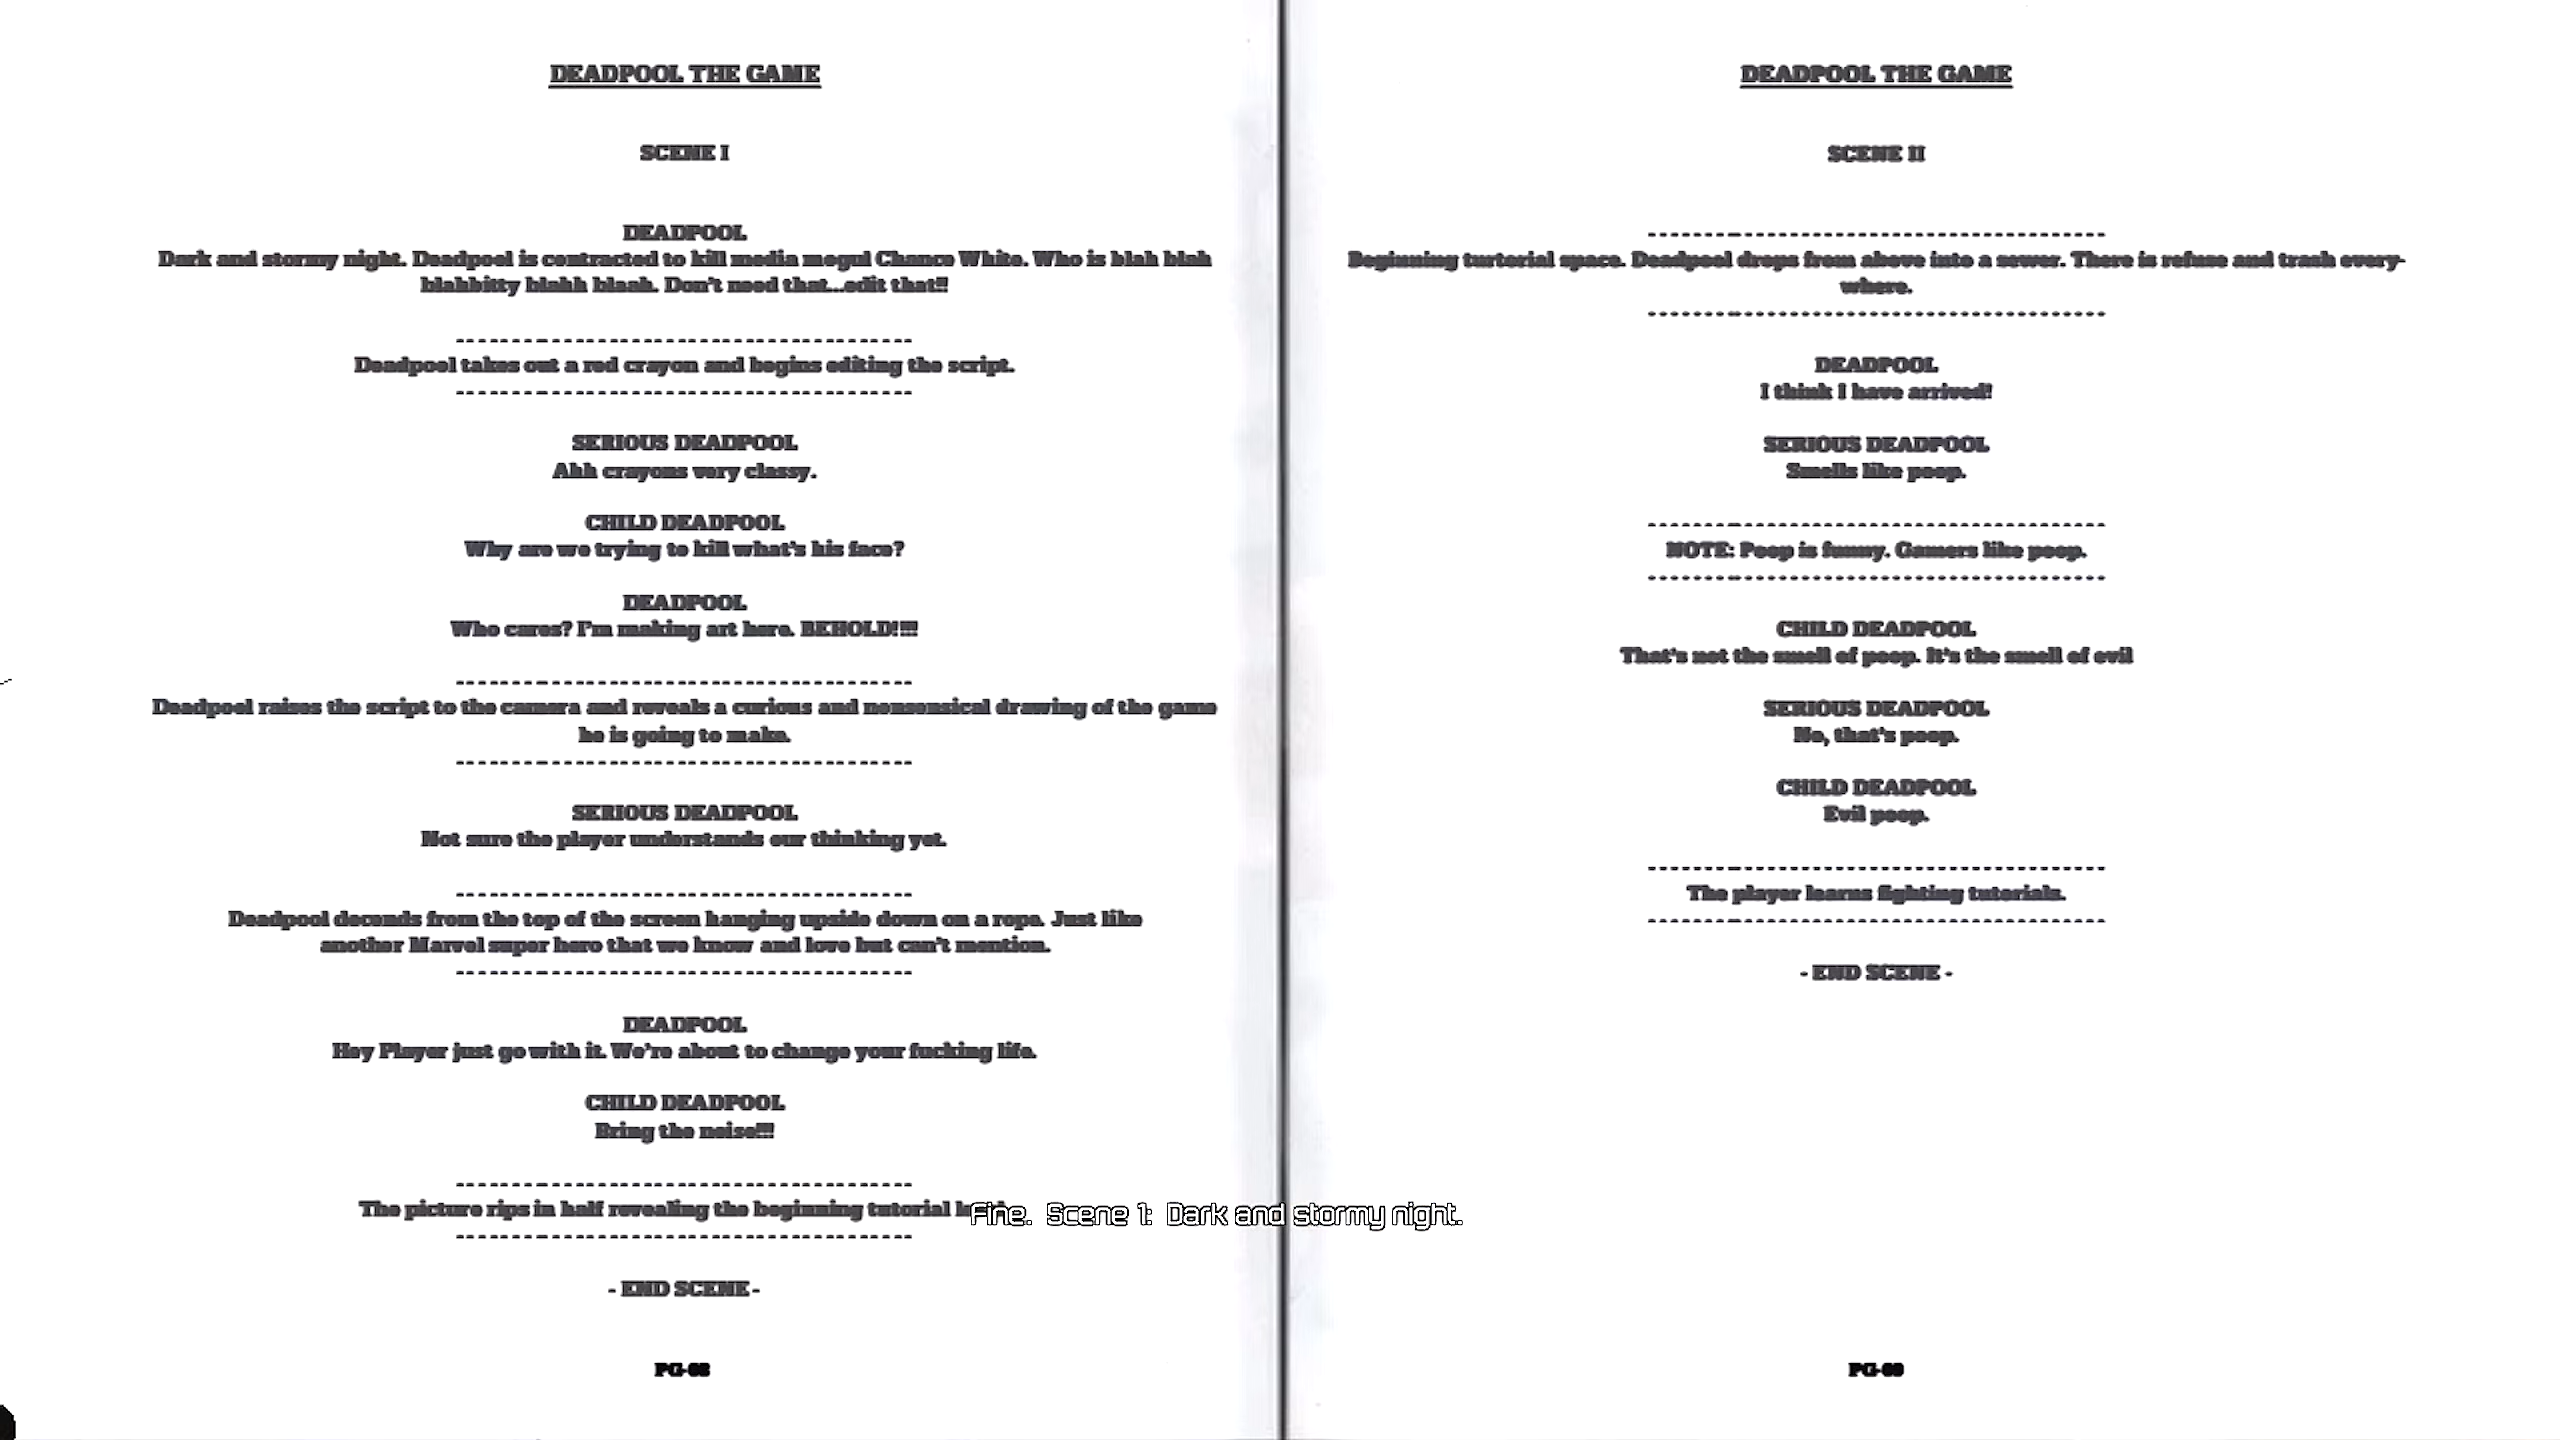 DEADPOOL THE GAME
SCENE I
DEADPOOL
Dark and stormy night. Deadpool is contracted to kill media mogul Chance White. Who is blah blah
blahbitty blahh blaah. Don't need that...edit that!!
Deadpool takes out a red crayon and begins editing the script.
SERIOUS DEADPOOL
Ahh crayons very classy.
CHILD DEADPOOL
Why are we trying to kill what's his face?
DEADPOOL
Who cares? I'm making art here. BEHOLD!!!!
Deadpool raises the script to the camera and reveals a curious and nonsensical drawing of the game
he is going to make.
SERIOUS DEADPOOL
Not sure the player understands our thinking yet.
Deadpool decends from the top of the screen hanging upside down on a rope. Just like
another Marvel super hero that we know and love but can't mention.
DEADPOOL
Hey Player just go with it. We're about to change your fucking life.
CHILD DEADPOOL
Bring the noise!!!
The picture rips in half revealing the beginning tutorial
- END SCENE -
DEADPOOL THE GAME
SCENE II
Beginning turtorial space. Deadpool drops from above into a sewer. There is refuse and trash every-
where.
DEADPOOL
I think I have arrived!
SERIOUS DEADPOOL
Smells like poop.
NOTE: Poop is funny. Gamers like poop.
CHILD DEADPOOL
That's not the smell of poop. It's the smell of evil
SERIOUS DEADPOOL
No, that's poop.
CHILD DEADPOOL
Evil poop.
The player learns fighting tutorials.
- END SCENE -
Fine. Scene 1: Dark and stormy night.